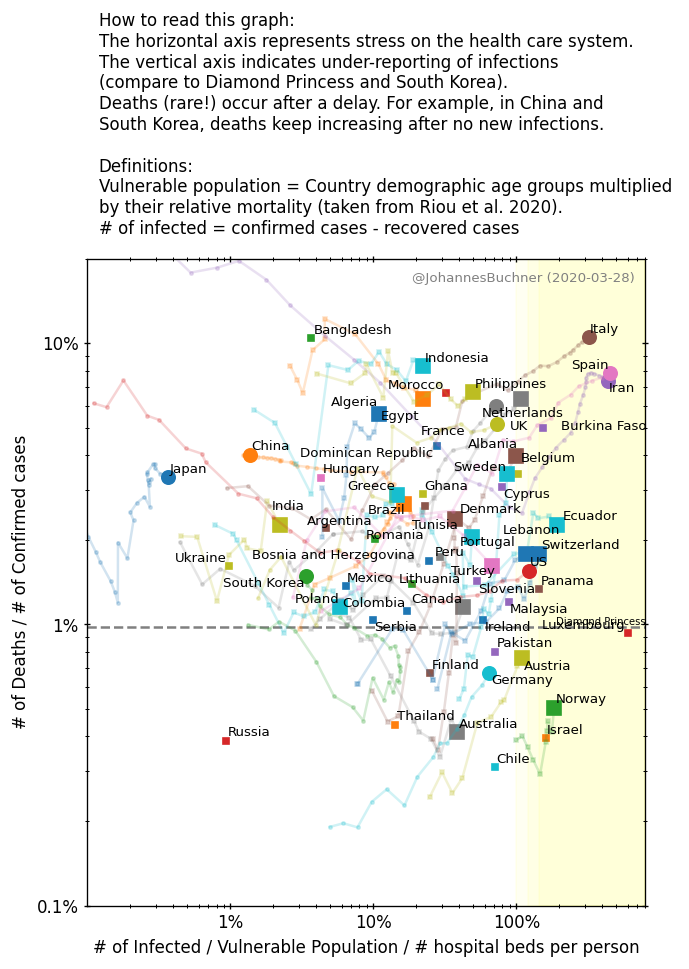 How to read this graph:
The horizontal axis represents stress on the health care system.
The vertical axis indicates under-reporting of infections
(compare to Diamond Princess and South Korea).
Deaths (rare!) occur after a delay. For example, in China and
South Korea, deaths keep increasing after no new infections.
Definitions:
Vulnerable population = Country demographic age groups multiplied
by their relative mortality (taken from Riou et al. 2020).
# of infected = confirmed cases - recovered cases
@JohannesBuchner (2020-03-28)
Bangladesh
Italy
10%
Indonesia
Spain
Morocco
Philippines
Iran
Algeria
Egypt
Netherlands
France
UK
Burkina Faso
China
Dominican Republic
Albania
Japan
Hungary
Sweden
Belgium
Greece
Ghana
Cyprus
India
Brazil
Denmark
Argentina
Tunisia
Ecuador
Romania
Lebanon
Portugal
Switzerland
Ukraine
Bosnia and Herzegovina
Peru
US
South Korea
Mexico
Lithuania
Turkey
Panama
Poland
Colombia
Canada
Slovenia
Malaysia
1%
Serbia
Ireland
Luxembourg
Diamond Princess
Pakistan
Finland
Austria
Germany
Norway
Thailand
Australia
Russia
Israel
Chile
0.1%
1%
10%
100%
# of Deaths / # of Confirmed cases
# of Infected / Vulnerable Population / # hospital beds per person